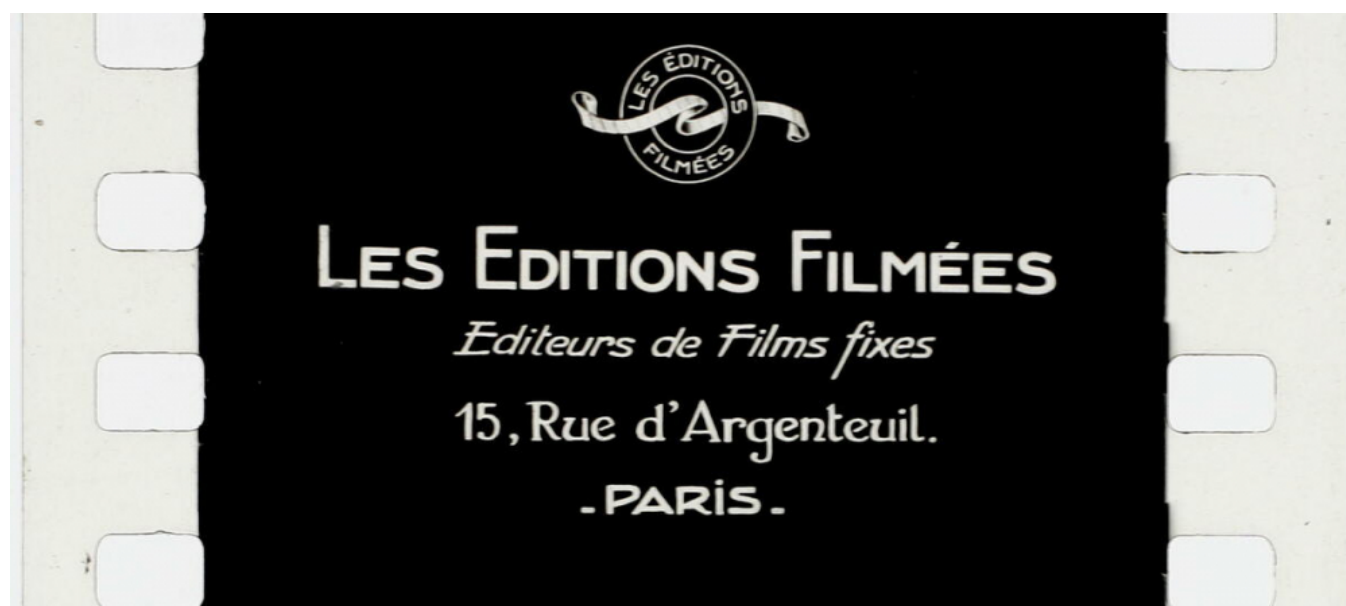 LES ÉDITIONS
FILMÉES
LES EDITIONS FILMÉES
Editeurs de Films fixes
15, Rue d'Argenteuil.
- PARiS -